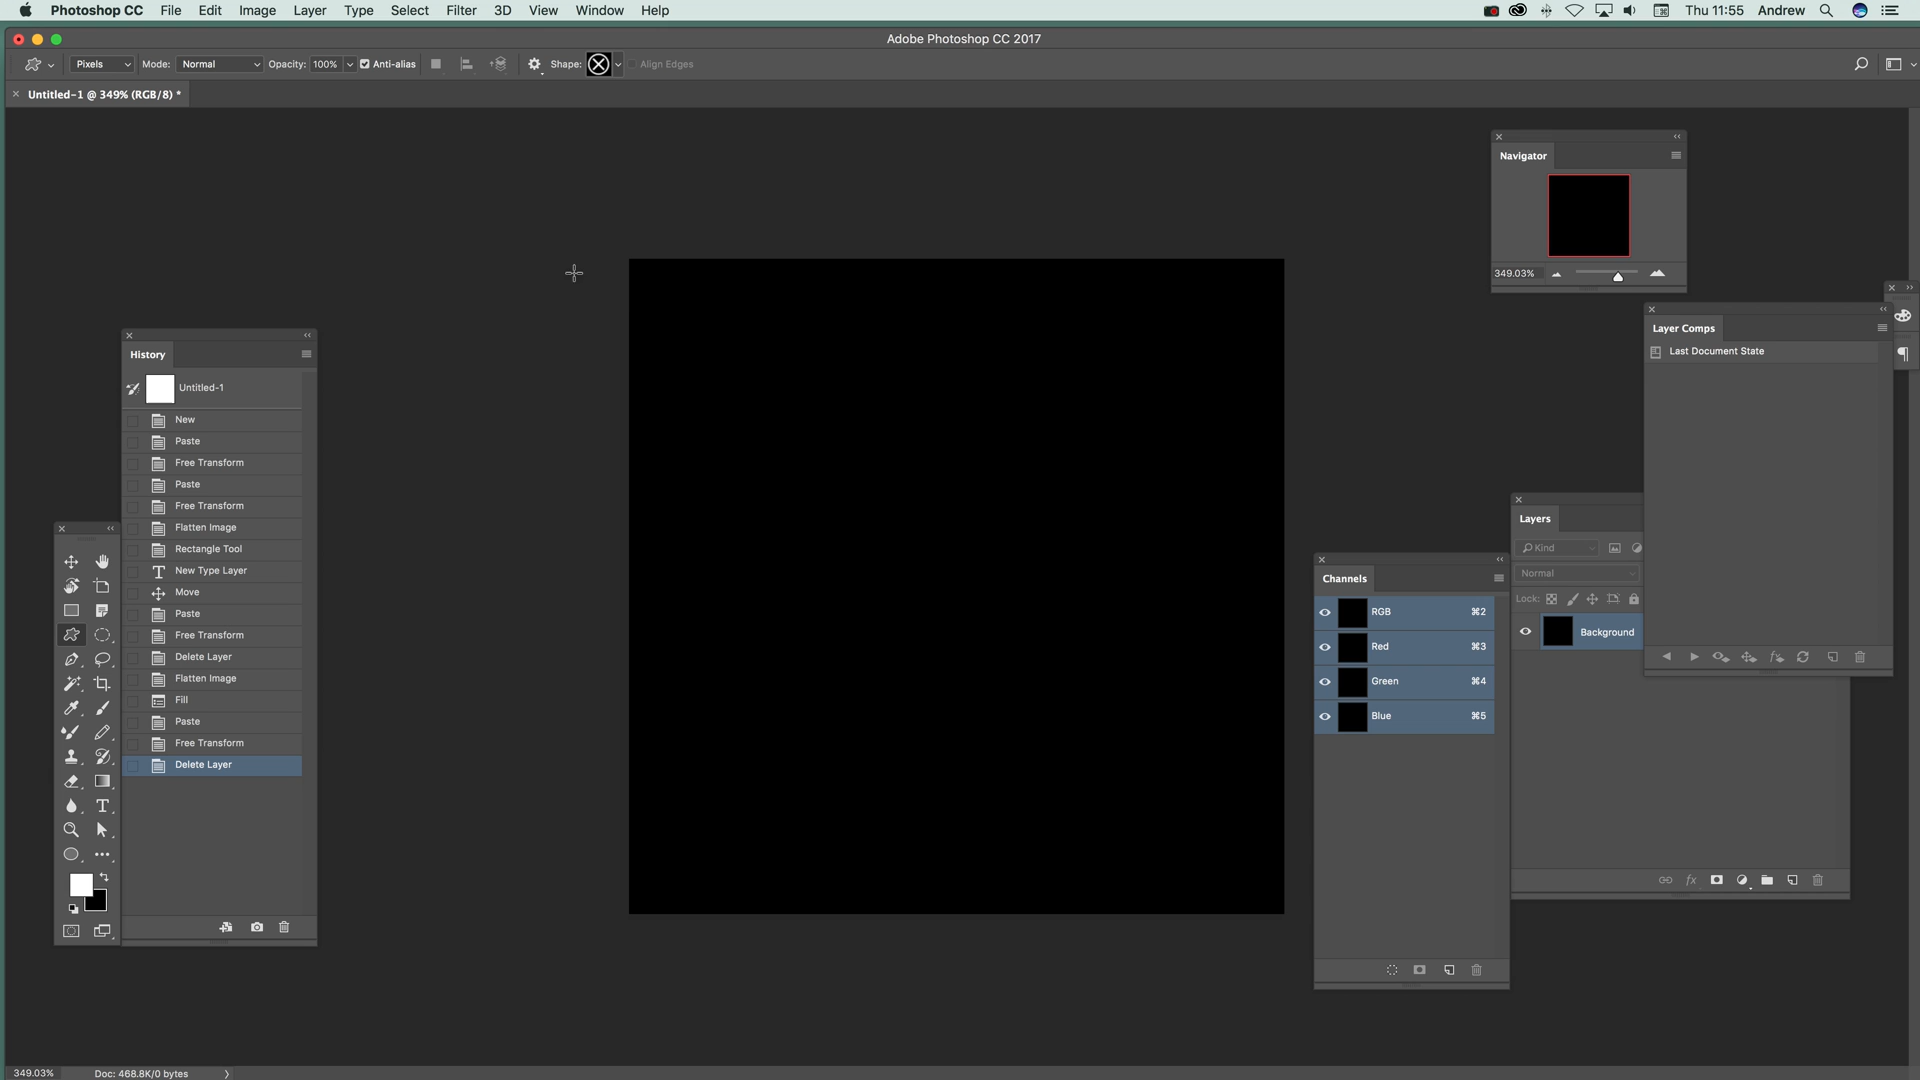 Photoshop CC File Edit Image Layer Type Select Filter 3D View Window Help Thu 11:55 Andrew
Adobe Photoshop CC 2017
Pixels Mode: Normal Opacity: 100% Anti-alias Shape: Align Edges
Untitled-1 @ 349% (RGB/8) *
Navigator
349.03%
Layer Comps
Last Document State
History
Untitled-1
New
Paste
Free Transform
Paste
Free Transform
Flatten Image
Rectangle Tool
New Type Layer
Move
Paste
Free Transform
Delete Layer
Flatten Image
Fill
Paste
Free Transform
Delete Layer
Layers
Kind
Normal
Lock:
Background
fx
Channels
RGB ⌘2
Red ⌘3
Green ⌘4
Blue ⌘5
349.03% Doc: 468.8K/0 bytes